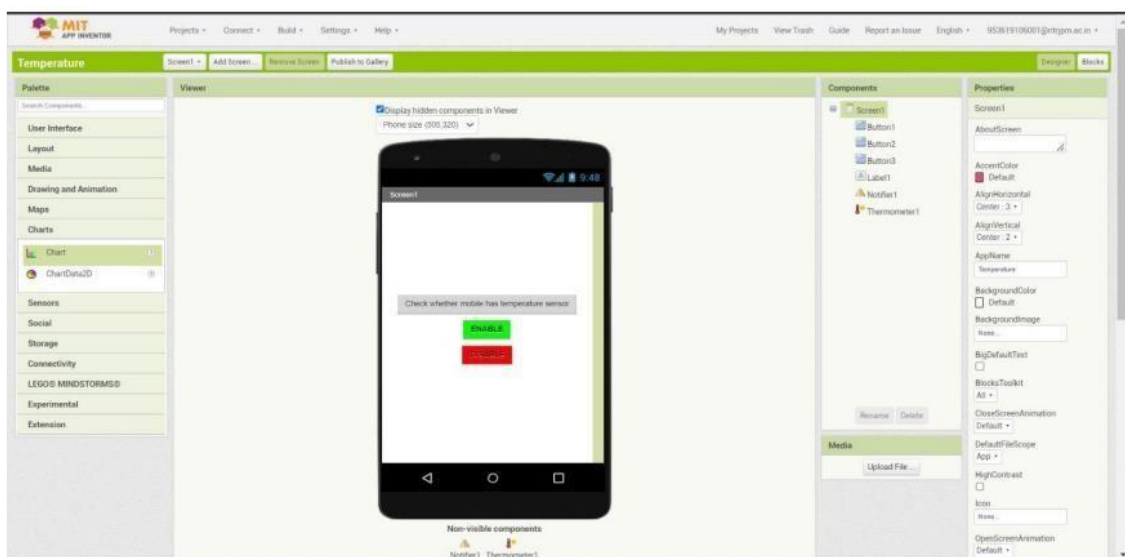 MIT
APP INVENTOR
Projects Connect Build Settings Help My Projects View Trash Guide Report an Issue English
Temperature Screen1 Add Screen ... Remove Screen Publish to Gallery Designer Blocks
Palette
Search Components...
User Interface
Layout
Media
Drawing and Animation
Maps
Charts
Chart
ChartData2D
Sensors
Social
Storage
Connectivity
LEGO® MINDSTORMS®
Experimental
Extension
Viewer
Display hidden components in Viewer
Phone size (505,320)
9:48
Screen1
Check whether mobile has temperature sensor
ENABLE
Non-visible components
Notifier1 Thermometer1
Components
Screen1
Button1
Button2
Button3
Label1
Notifier1
Thermometer1
Rename Delete
Media
Upload File ...
Properties
Screen1
AboutScreen
AccentColor
Default
AlignHorizontal
Center : 3
AlignVertical
Center : 2
AppName
Temperature
BackgroundColor
Default
BackgroundImage
None...
BigDefaultText
BlocksToolkit
All
CloseScreenAnimation
Default
DefaultFileScope
App
HighContrast
Icon
None...
OpenScreenAnimation
Default